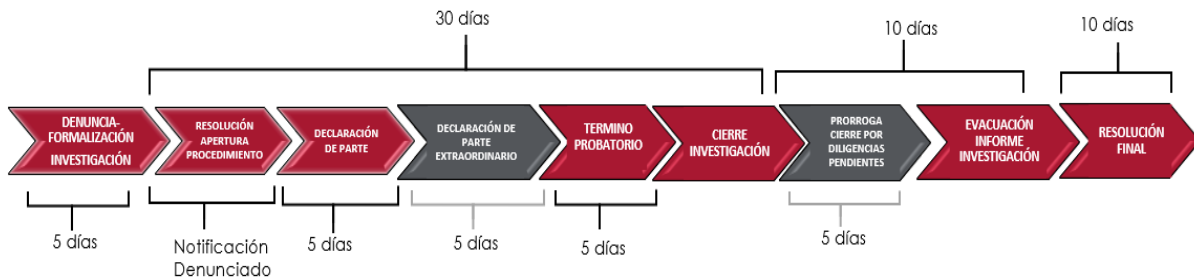 30 días
10 días
10 días
DENUNCIA-
FORMALIZACIÓN
INVESTIGACIÓN
RESOLUCIÓN
APERTURA
PROCEDIMIENTO
DECLARACIÓN
DE PARTE
DECLARACIÓN DE
PARTE
EXTRAORDINARIO
TERMINO
PROBATORIO
CIERRE
INVESTIGACIÓN
PRORROGA
CIERRE POR
DILIGENCIAS
PENDIENTES
EVACUACIÓN
INFORME
INVESTIGACIÓN
RESOLUCIÓN
FINAL
5 días
Notificación
Denunciado
5 días
5 días
5 días
5 días